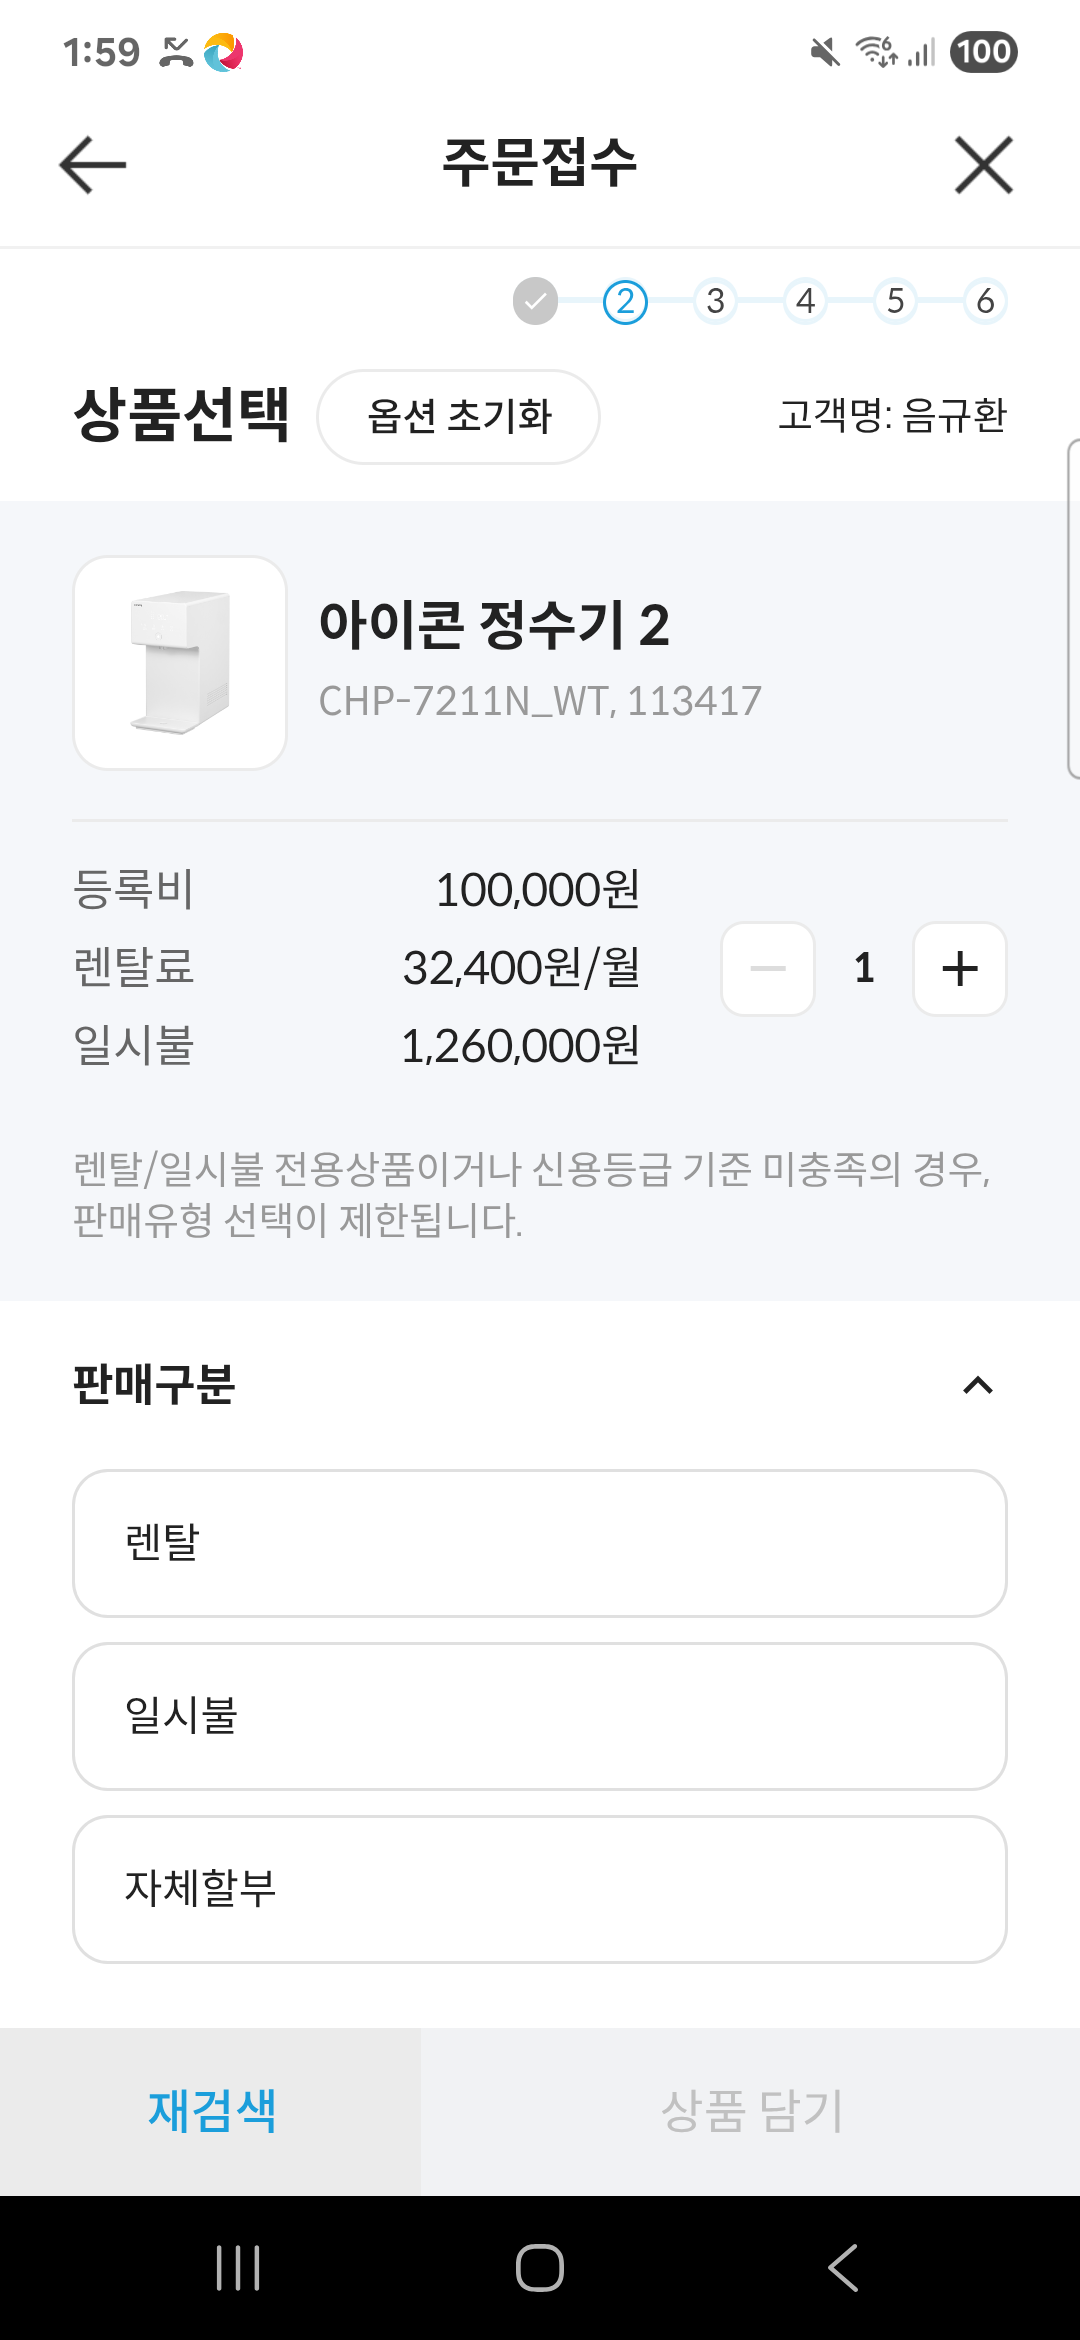 1:59
6
100
주문접수
2 3 4 5 6
상품선택 옵션 초기화 고객명: 음규환
아이콘 정수기 2
CHP-7211N_WT, 113417
등록비 100,000원
렌탈료 32,400원/월 1
일시불 1,260,000원
렌탈/일시불 전용상품이거나 신용등급 기준 미충족의 경우,
판매유형 선택이 제한됩니다.
판매구분
렌탈
일시불
자체할부
재검색 상품 담기